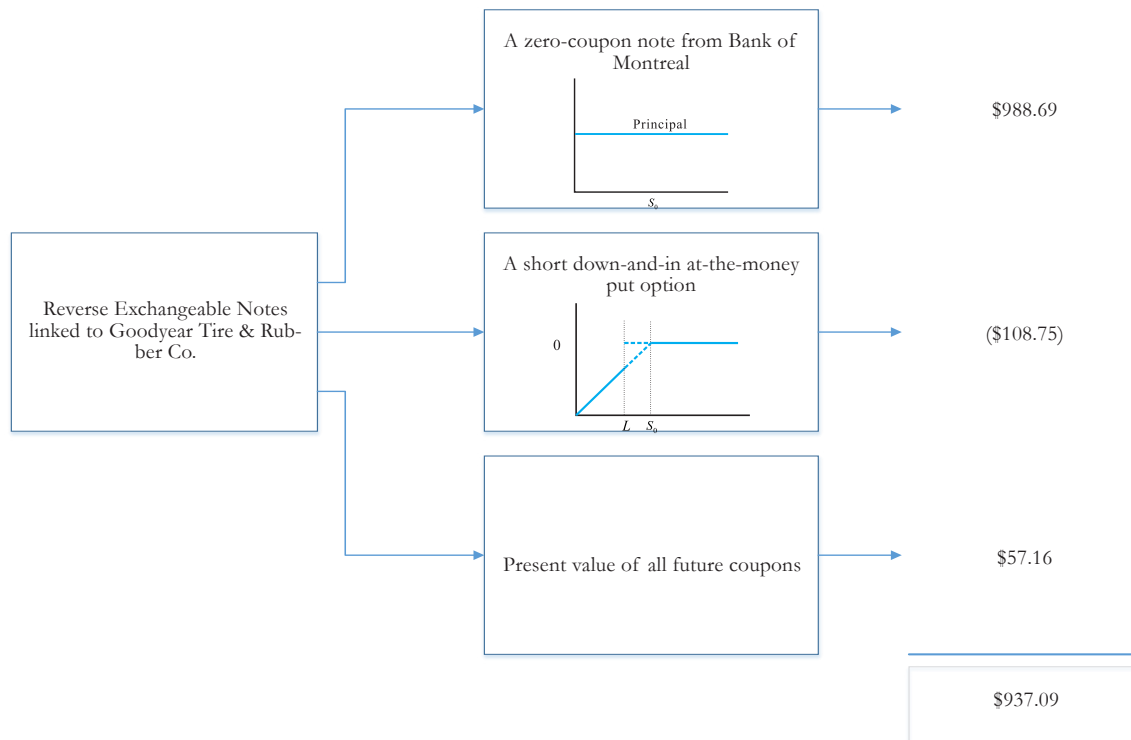 A zero-coupon note from Bank of
Montreal
Principal
S₀
$988.69
Reverse Exchangeable Notes
linked to Goodyear Tire & Rub-
ber Co.
A short down-and-in at-the-money
put option
0
L S₀
($108.75)
Present value of all future coupons
$57.16
$937.09